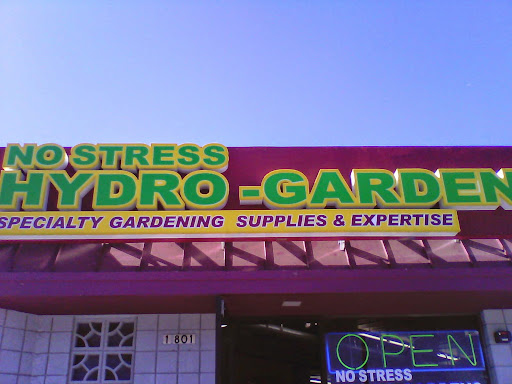 NO STRESS
HYDRO-GARDEN
SPECIALTY GARDENING SUPPLIES & EXPERTISE
1801
OPEN
NO STRESS